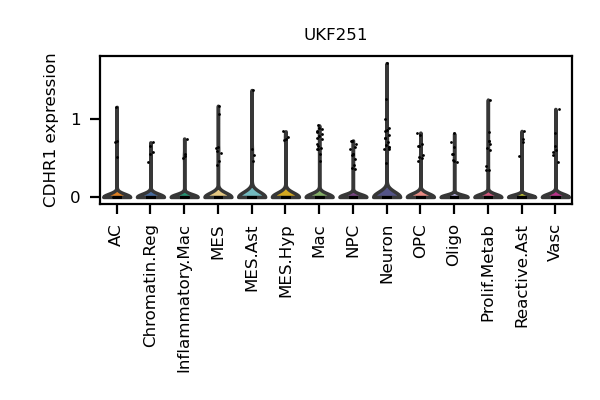 UKF251
CDHR1 expression
1
0
AC
Chromatin.Reg
Inflammatory.Mac
MES
MES.Ast
MES.Hyp
Mac
NPC
Neuron
OPC
Oligo
Prolif.Metab
Reactive.Ast
Vasc